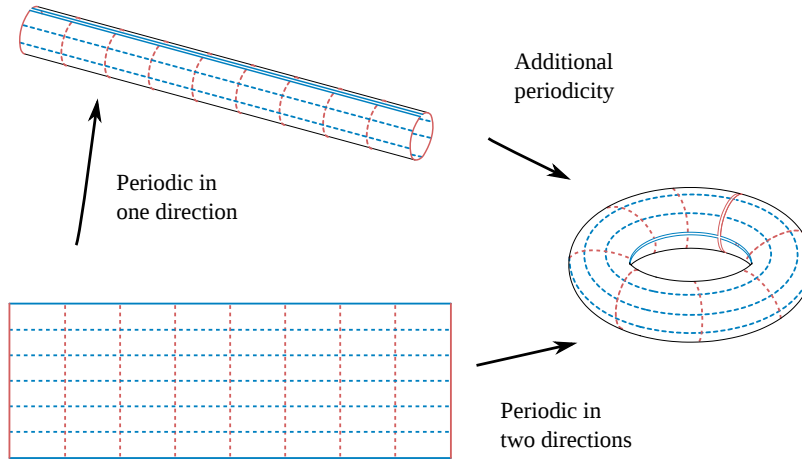 Additional
periodicity
Periodic in
one direction
Periodic in
two directions